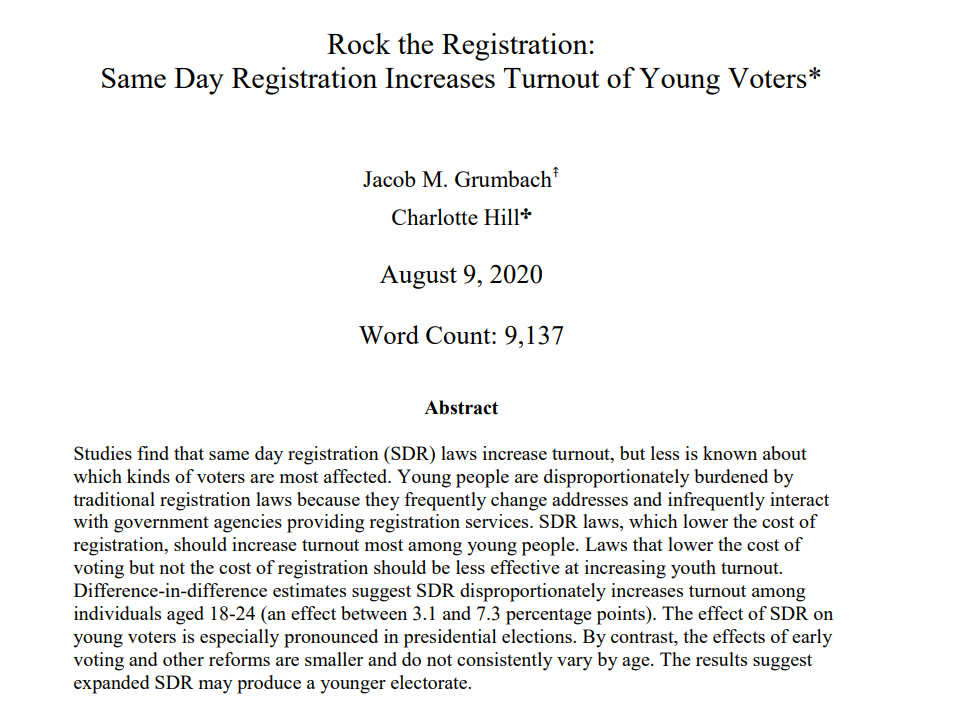 Rock the Registration:
Same Day Registration Increases Turnout of Young Voters*
Jacob M. Grumbach†
Charlotte Hill✣
August 9, 2020
Word Count: 9,137
Abstract
Studies find that same day registration (SDR) laws increase turnout, but less is known about
which kinds of voters are most affected. Young people are disproportionately burdened by
traditional registration laws because they frequently change addresses and infrequently interact
with government agencies providing registration services. SDR laws, which lower the cost of
registration, should increase turnout most among young people. Laws that lower the cost of
voting but not the cost of registration should be less effective at increasing youth turnout.
Difference-in-difference estimates suggest SDR disproportionately increases turnout among
individuals aged 18-24 (an effect between 3.1 and 7.3 percentage points). The effect of SDR on
young voters is especially pronounced in presidential elections. By contrast, the effects of early
voting and other reforms are smaller and do not consistently vary by age. The results suggest
expanded SDR may produce a younger electorate.